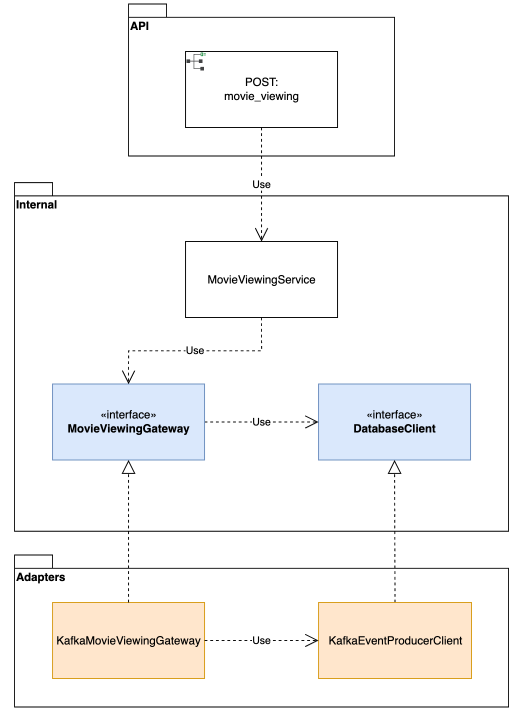 API
POST:
movie_viewing
Use
Internal
MovieViewingService
Use
«interface»
MovieViewingGateway
Use
«interface»
DatabaseClient
Adapters
KafkaMovieViewingGateway
Use
KafkaEventProducerClient